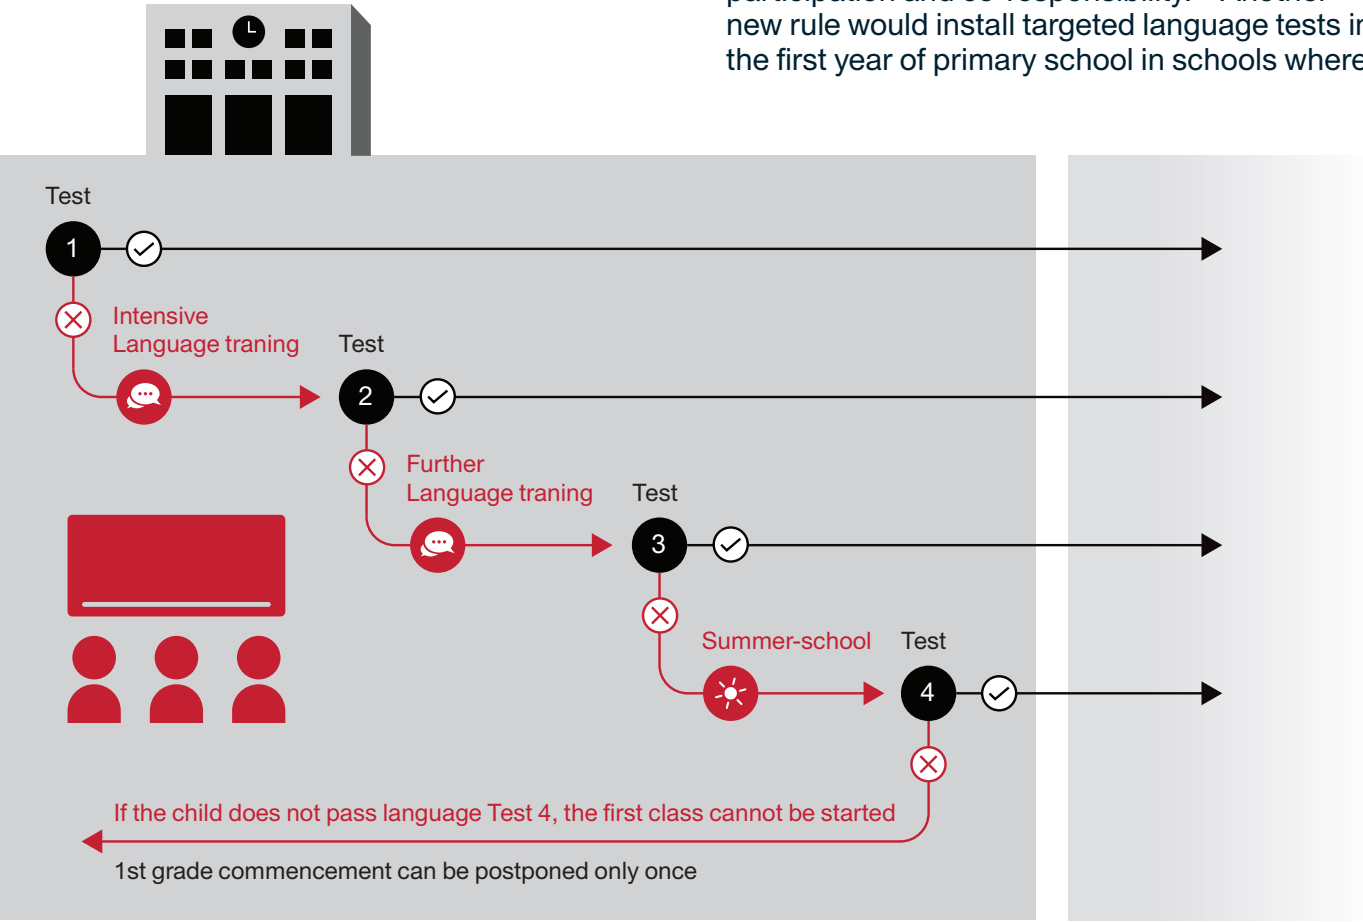 new rule would install targeted language tests in
the first year of primary school in schools where
Test
1
Intensive
Language traning
Test
2
Further
Language traning
Test
3
Summer-school
Test
4
If the child does not pass language Test 4, the first class cannot be started
1st grade commencement can be postponed only once